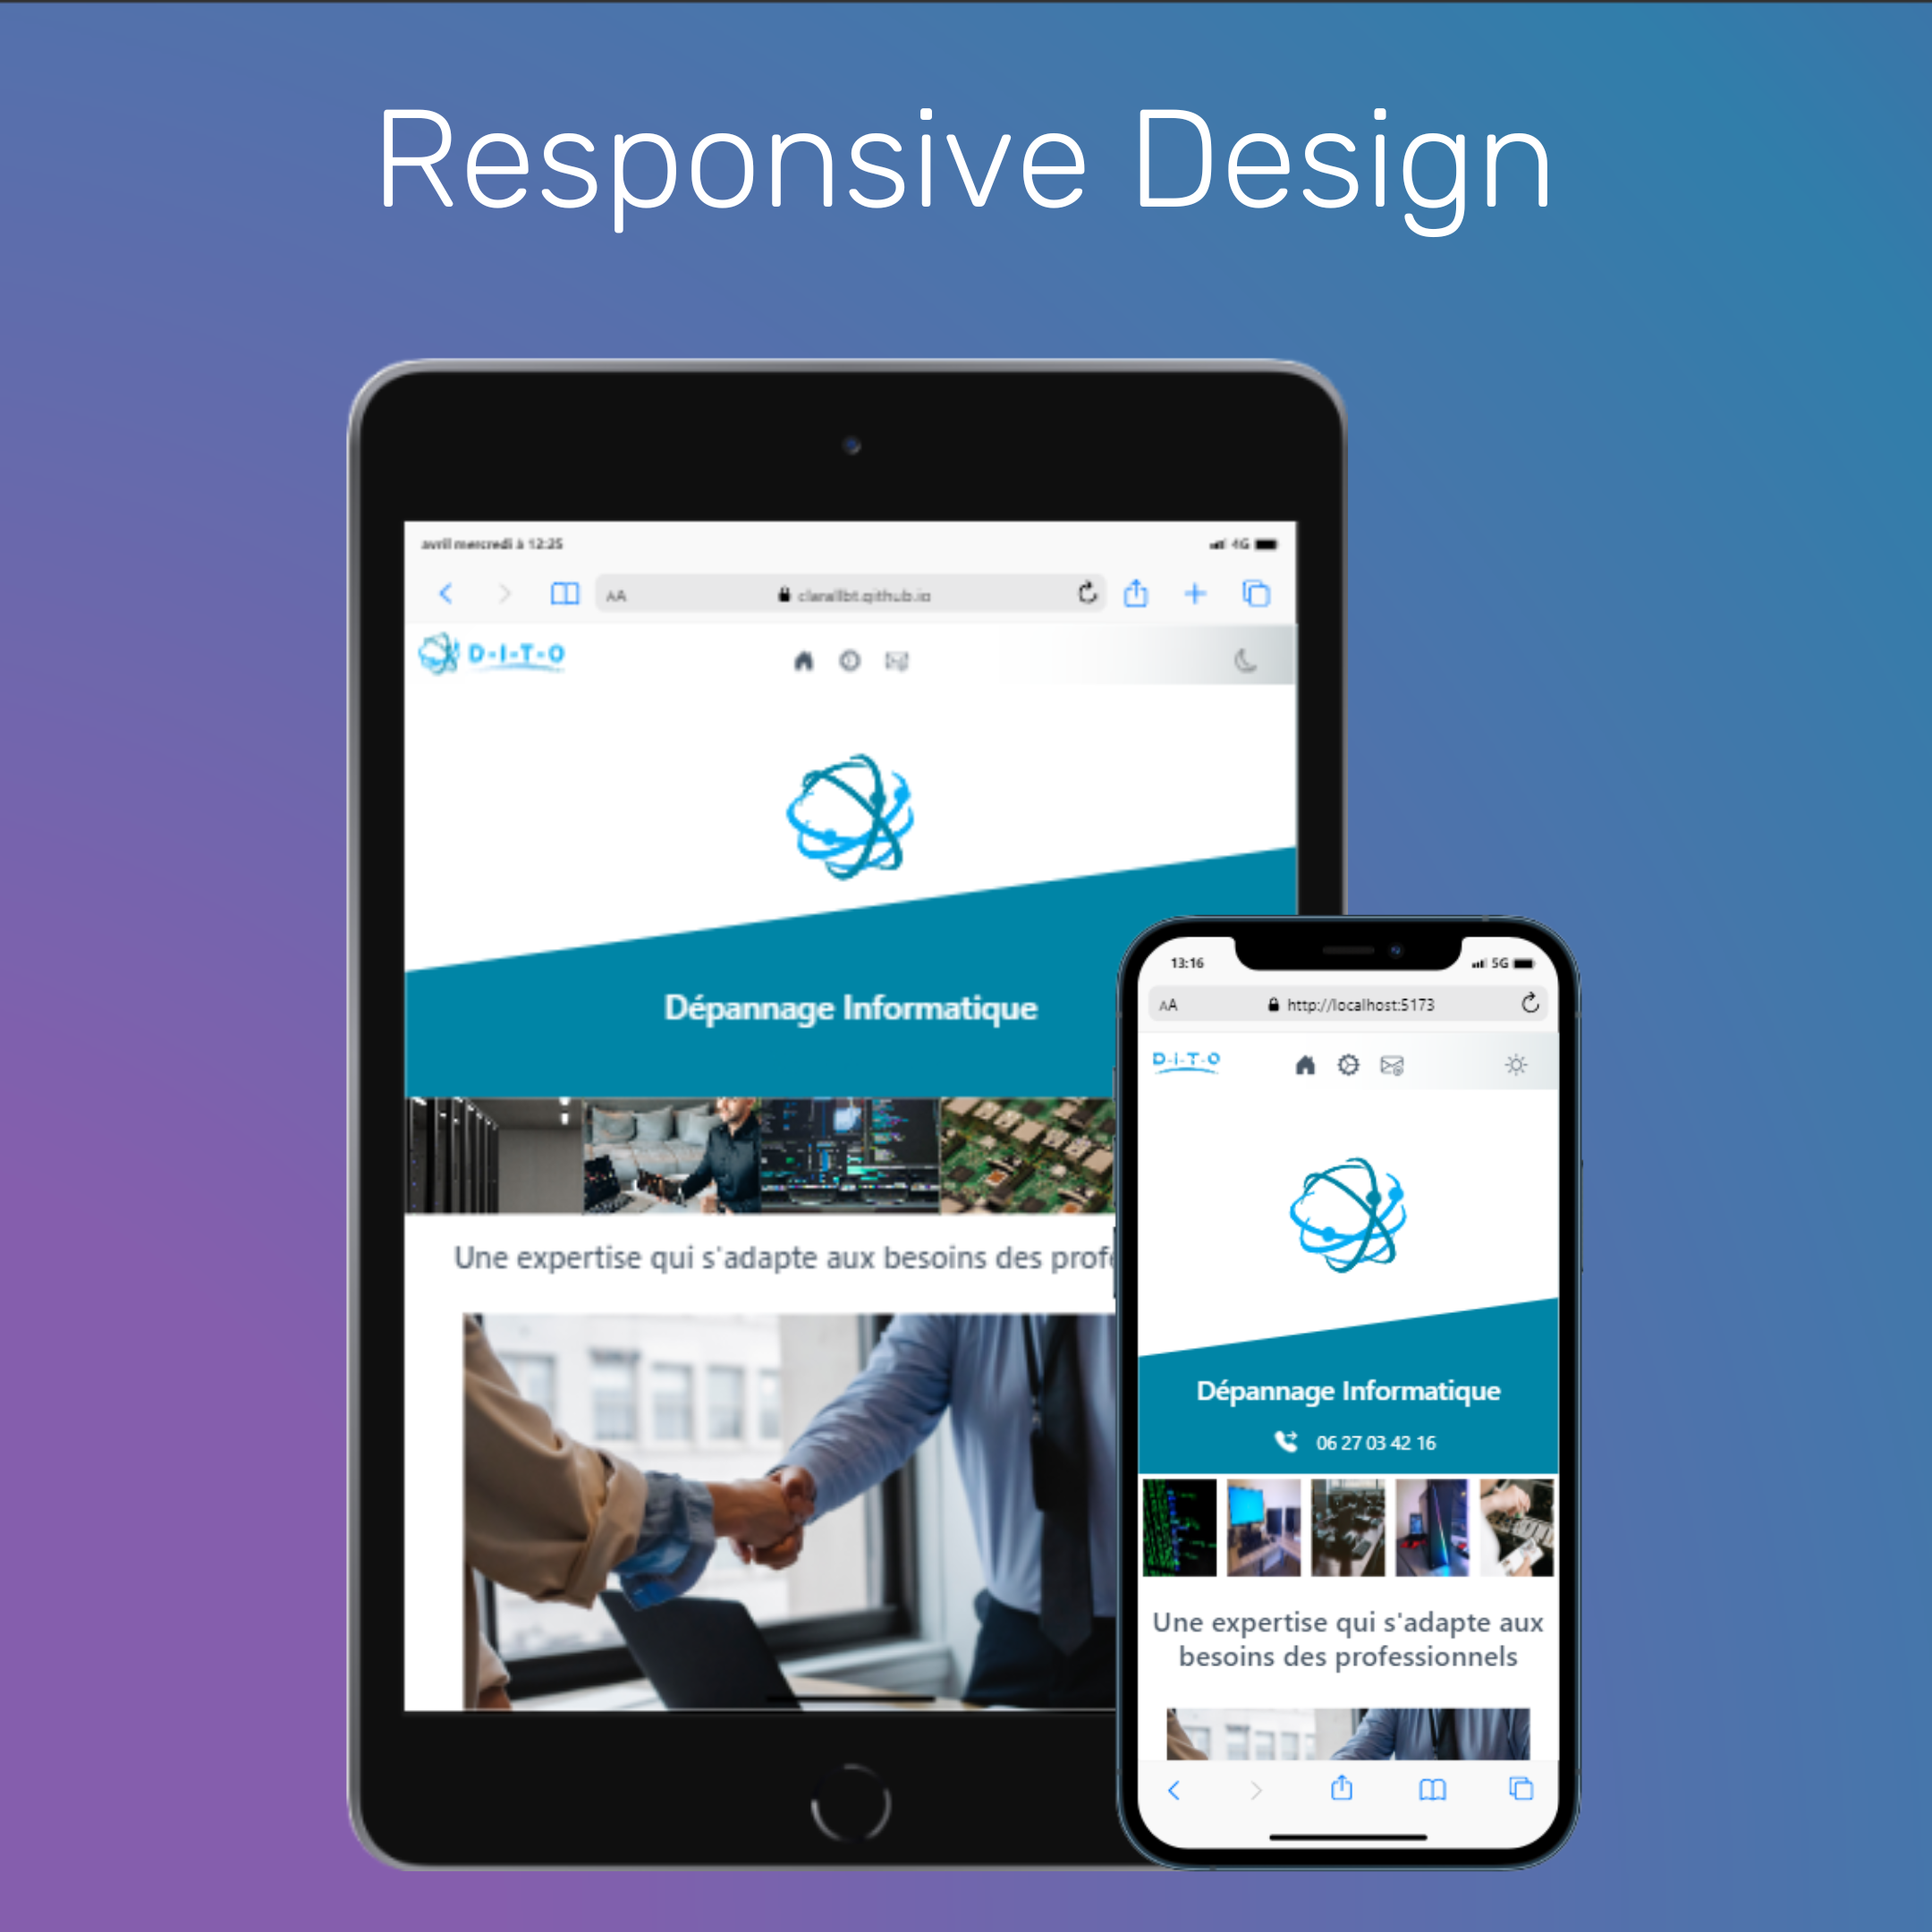 Responsive Design
avril mercredi à 12:25
4G
AA
clarallbt.github.io
D-I-T-O
Dépannage Informatique
Une expertise qui s'adapte aux besoins des
13:16
5G
AA
http://localhost:5173
D-I-T-O
Dépannage Informatique
06 27 03 42 16
Une expertise qui s'adapte aux
besoins des professionnels